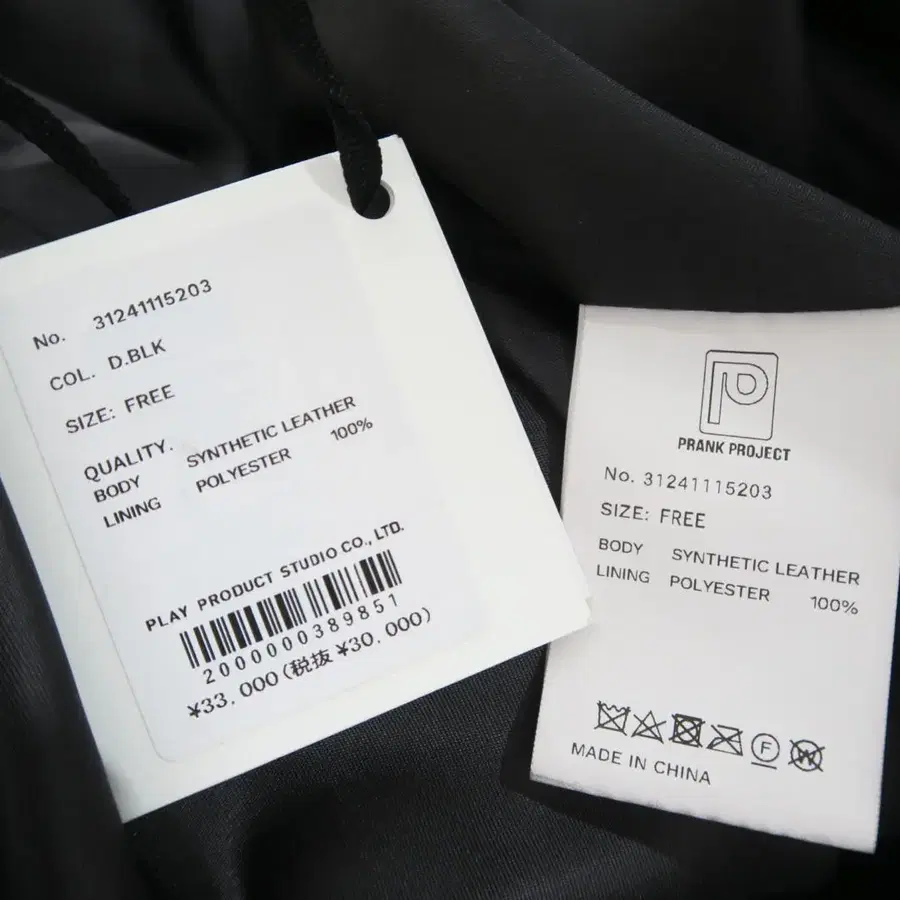 No. 31241115203
COL. D.BLK
SIZE: FREE
QUALITY.
BODY SYNTHETIC LEATHER
LINING POLYESTER 100%
PLAY PRODUCT STUDIO CO., LTD.
2000000389851
¥33,000(税抜 ¥30,000)
P
PRANK PROJECT
No. 31241115203
SIZE: FREE
BODY SYNTHETIC LEATHER
LINING POLYESTER 100%
F W
MADE IN CHINA